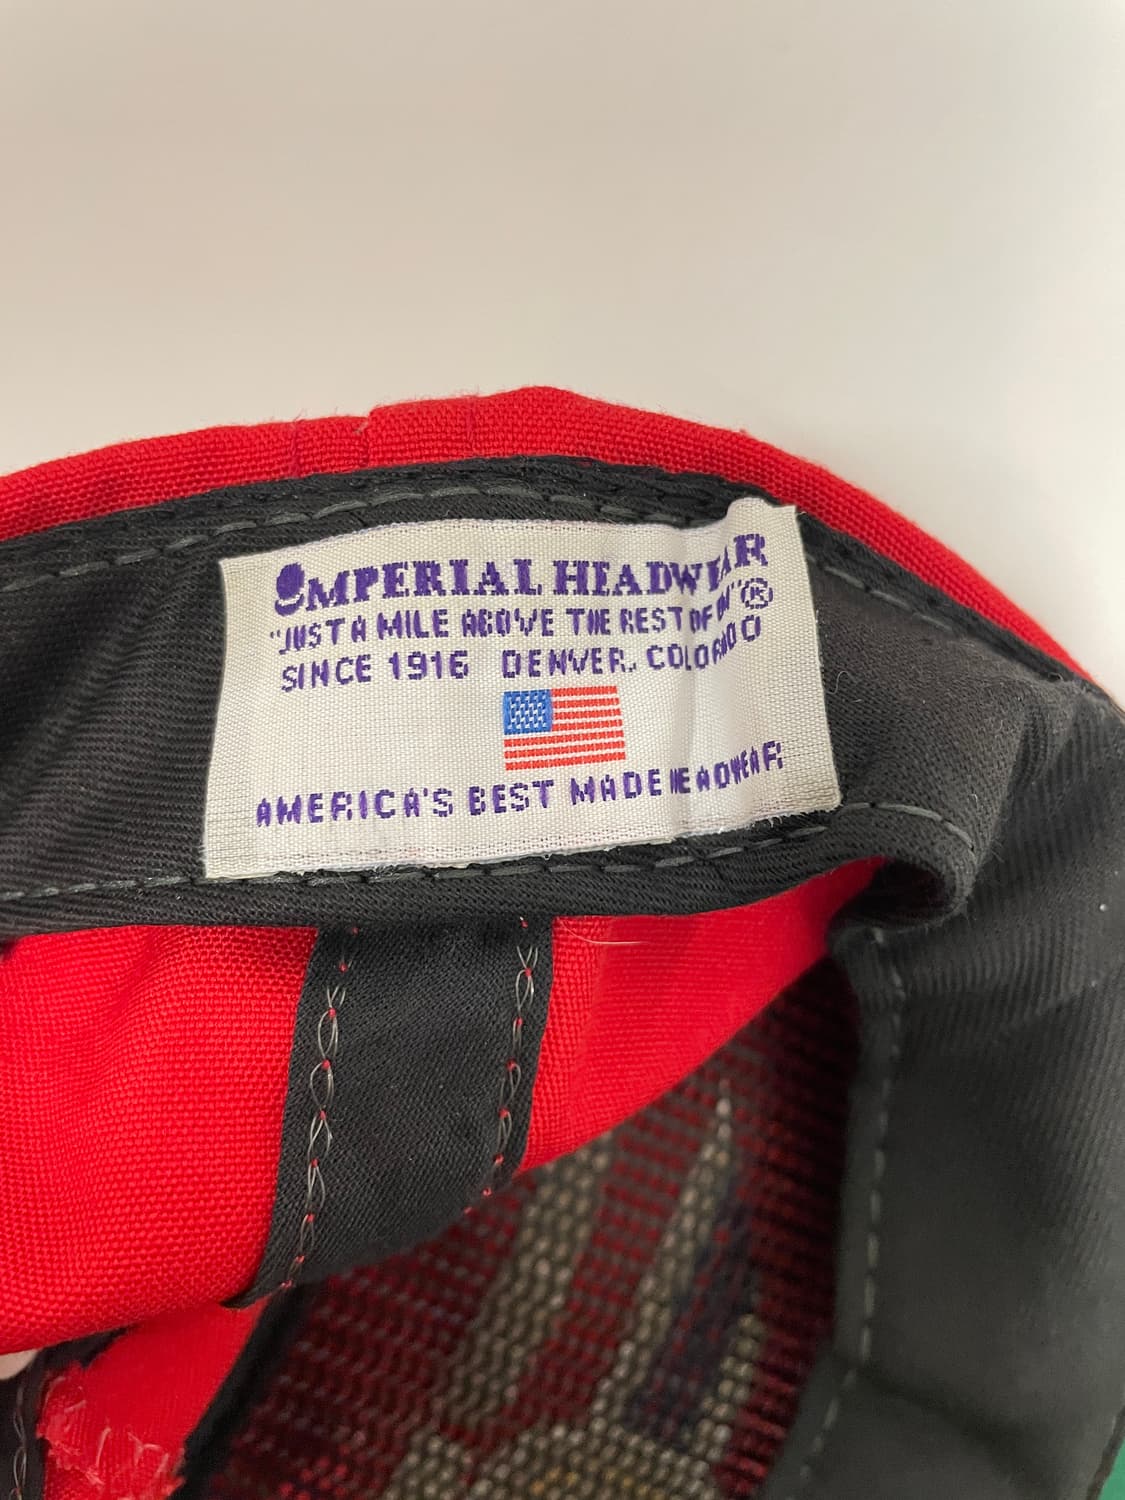 IMPERIAL HEADWEAR
"JUST A MILE ABOVE THE REST OF 'EM"®
SINCE 1916 DENVER, COLORADO
AMERICA'S BEST MADE HEADWEAR